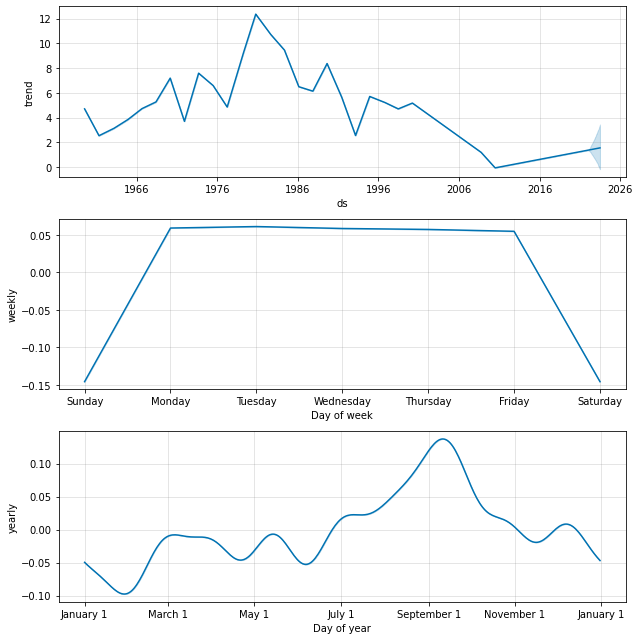 12
10
8
6
4
2
0
trend
1966 1976 1986 1996 2006 2016 2026
ds
0.05
0.00
−0.05
−0.10
−0.15
weekly
Sunday Monday Tuesday Wednesday Thursday Friday Saturday
Day of week
0.10
0.05
0.00
−0.05
−0.10
yearly
January 1 March 1 May 1 July 1 September 1 November 1 January 1
Day of year